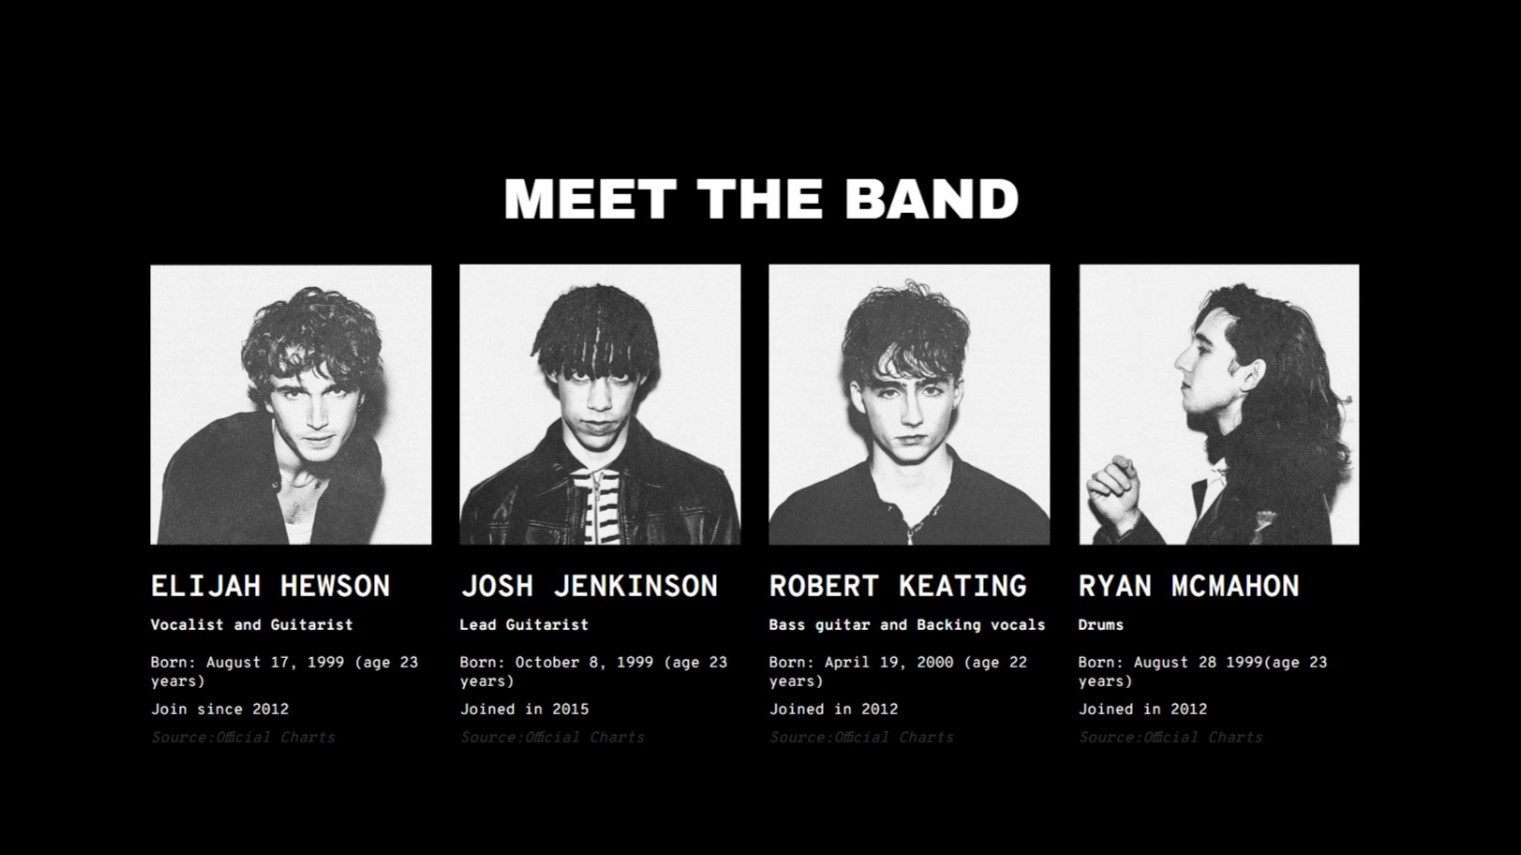 MEET THE BAND
ELIJAH HEWSON
Vocalist and Guitarist
Born: August 17, 1999 (age 23
years)
Join since 2012
Source:Official Charts
JOSH JENKINSON
Lead Guitarist
Born: October 8, 1999 (age 23
years)
Joined in 2015
Source:Official Charts
ROBERT KEATING
Bass guitar and Backing vocals
Born: April 19, 2000 (age 22
years)
Joined in 2012
Source:Official Charts
RYAN MCMAHON
Drums
Born: August 28 1999(age 23
years)
Joined in 2012
Source:Official Charts